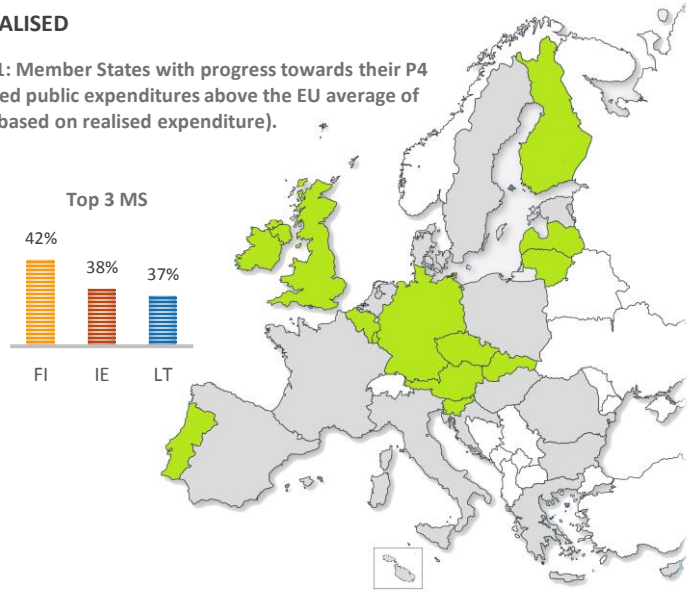 ALISED
1: Member States with progress towards their P4
ed public expenditures above the EU average of
based on realised expenditure).
Top 3 MS
42%
38%
37%
FI IE LT